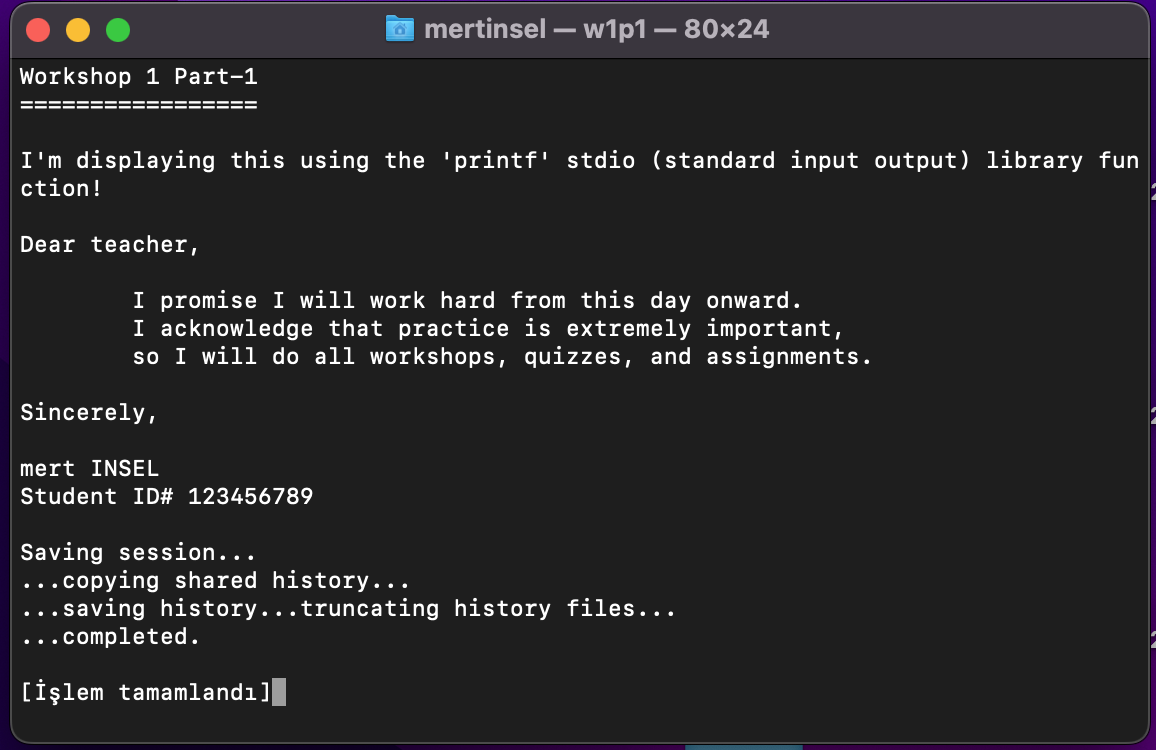 mertinsel — w1p1 — 80×24
Workshop 1 Part-1
=================
I'm displaying this using the 'printf' stdio (standard input output) library fun
ction!
Dear teacher,
I promise I will work hard from this day onward.
I acknowledge that practice is extremely important,
so I will do all workshops, quizzes, and assignments.
Sincerely,
mert INSEL
Student ID# 123456789
Saving session...
...copying shared history...
...saving history...truncating history files...
...completed.
[İşlem tamamlandı]